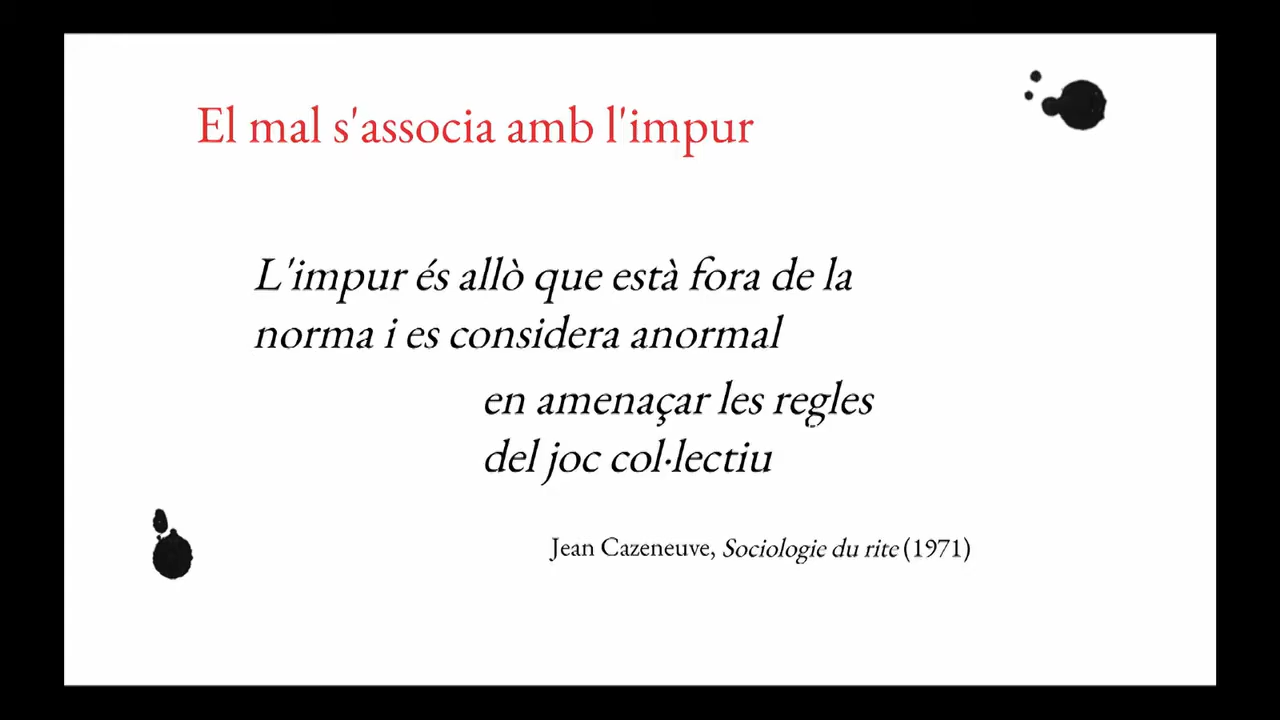 El mal s'associa amb l'impur
L'impur és allò que està fora de la
norma i es considera anormal
en amenaçar les regles
del joc col·lectiu
Jean Cazeneuve, Sociologie du rite (1971)